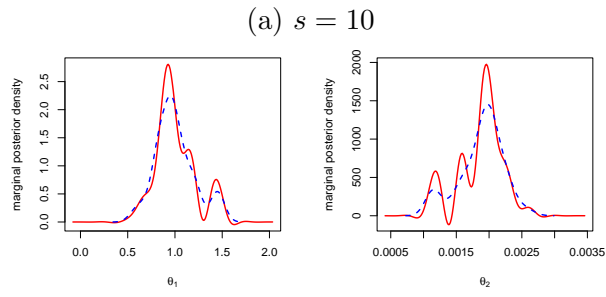 (a) s = 10
marginal posterior density
0.0 0.5 1.0 1.5 2.0 2.5
0.0 0.5 1.0 1.5 2.0
θ₁
marginal posterior density
0 500 1000 1500 2000
0.0005 0.0015 0.0025 0.0035
θ₂